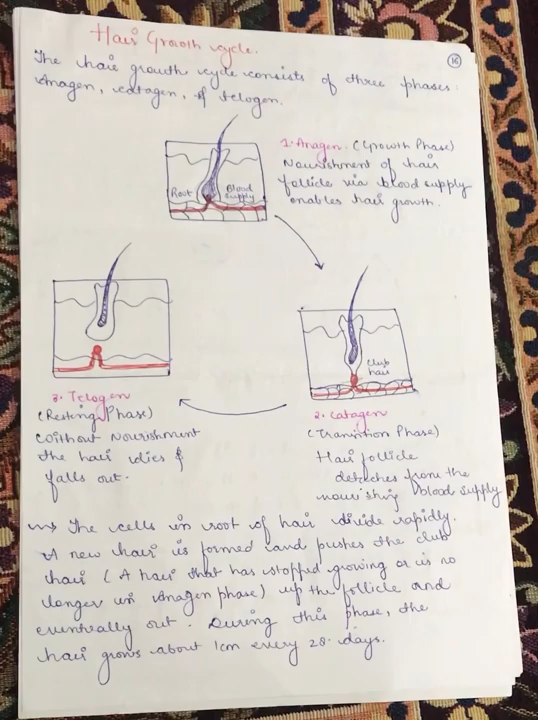 Hair Growth cycle.
16
The hair growth cycle consists of three phases.
Anagen, catagen, & telogen.
1. Anagen. (Growth Phase)
Nourishment of hair
follicle via blood supply
enables hair growth.
Root
Blood
supply
Club
hair
3. Telogen
(Resting Phase)
Without nourishment
the hair dies &
falls out.
2. Catagen
(Transition Phase)
Hair follicle
detaches from the
nourishing blood supply
→ The cells in root of hair divide rapidly.
A new hair is formed and pushes the club
hair (A hair that has stopped growing or is no
longer in Anagen phase) up the follicle and
eventually out. During this phase, the
hair grows about 1cm every 28 days.